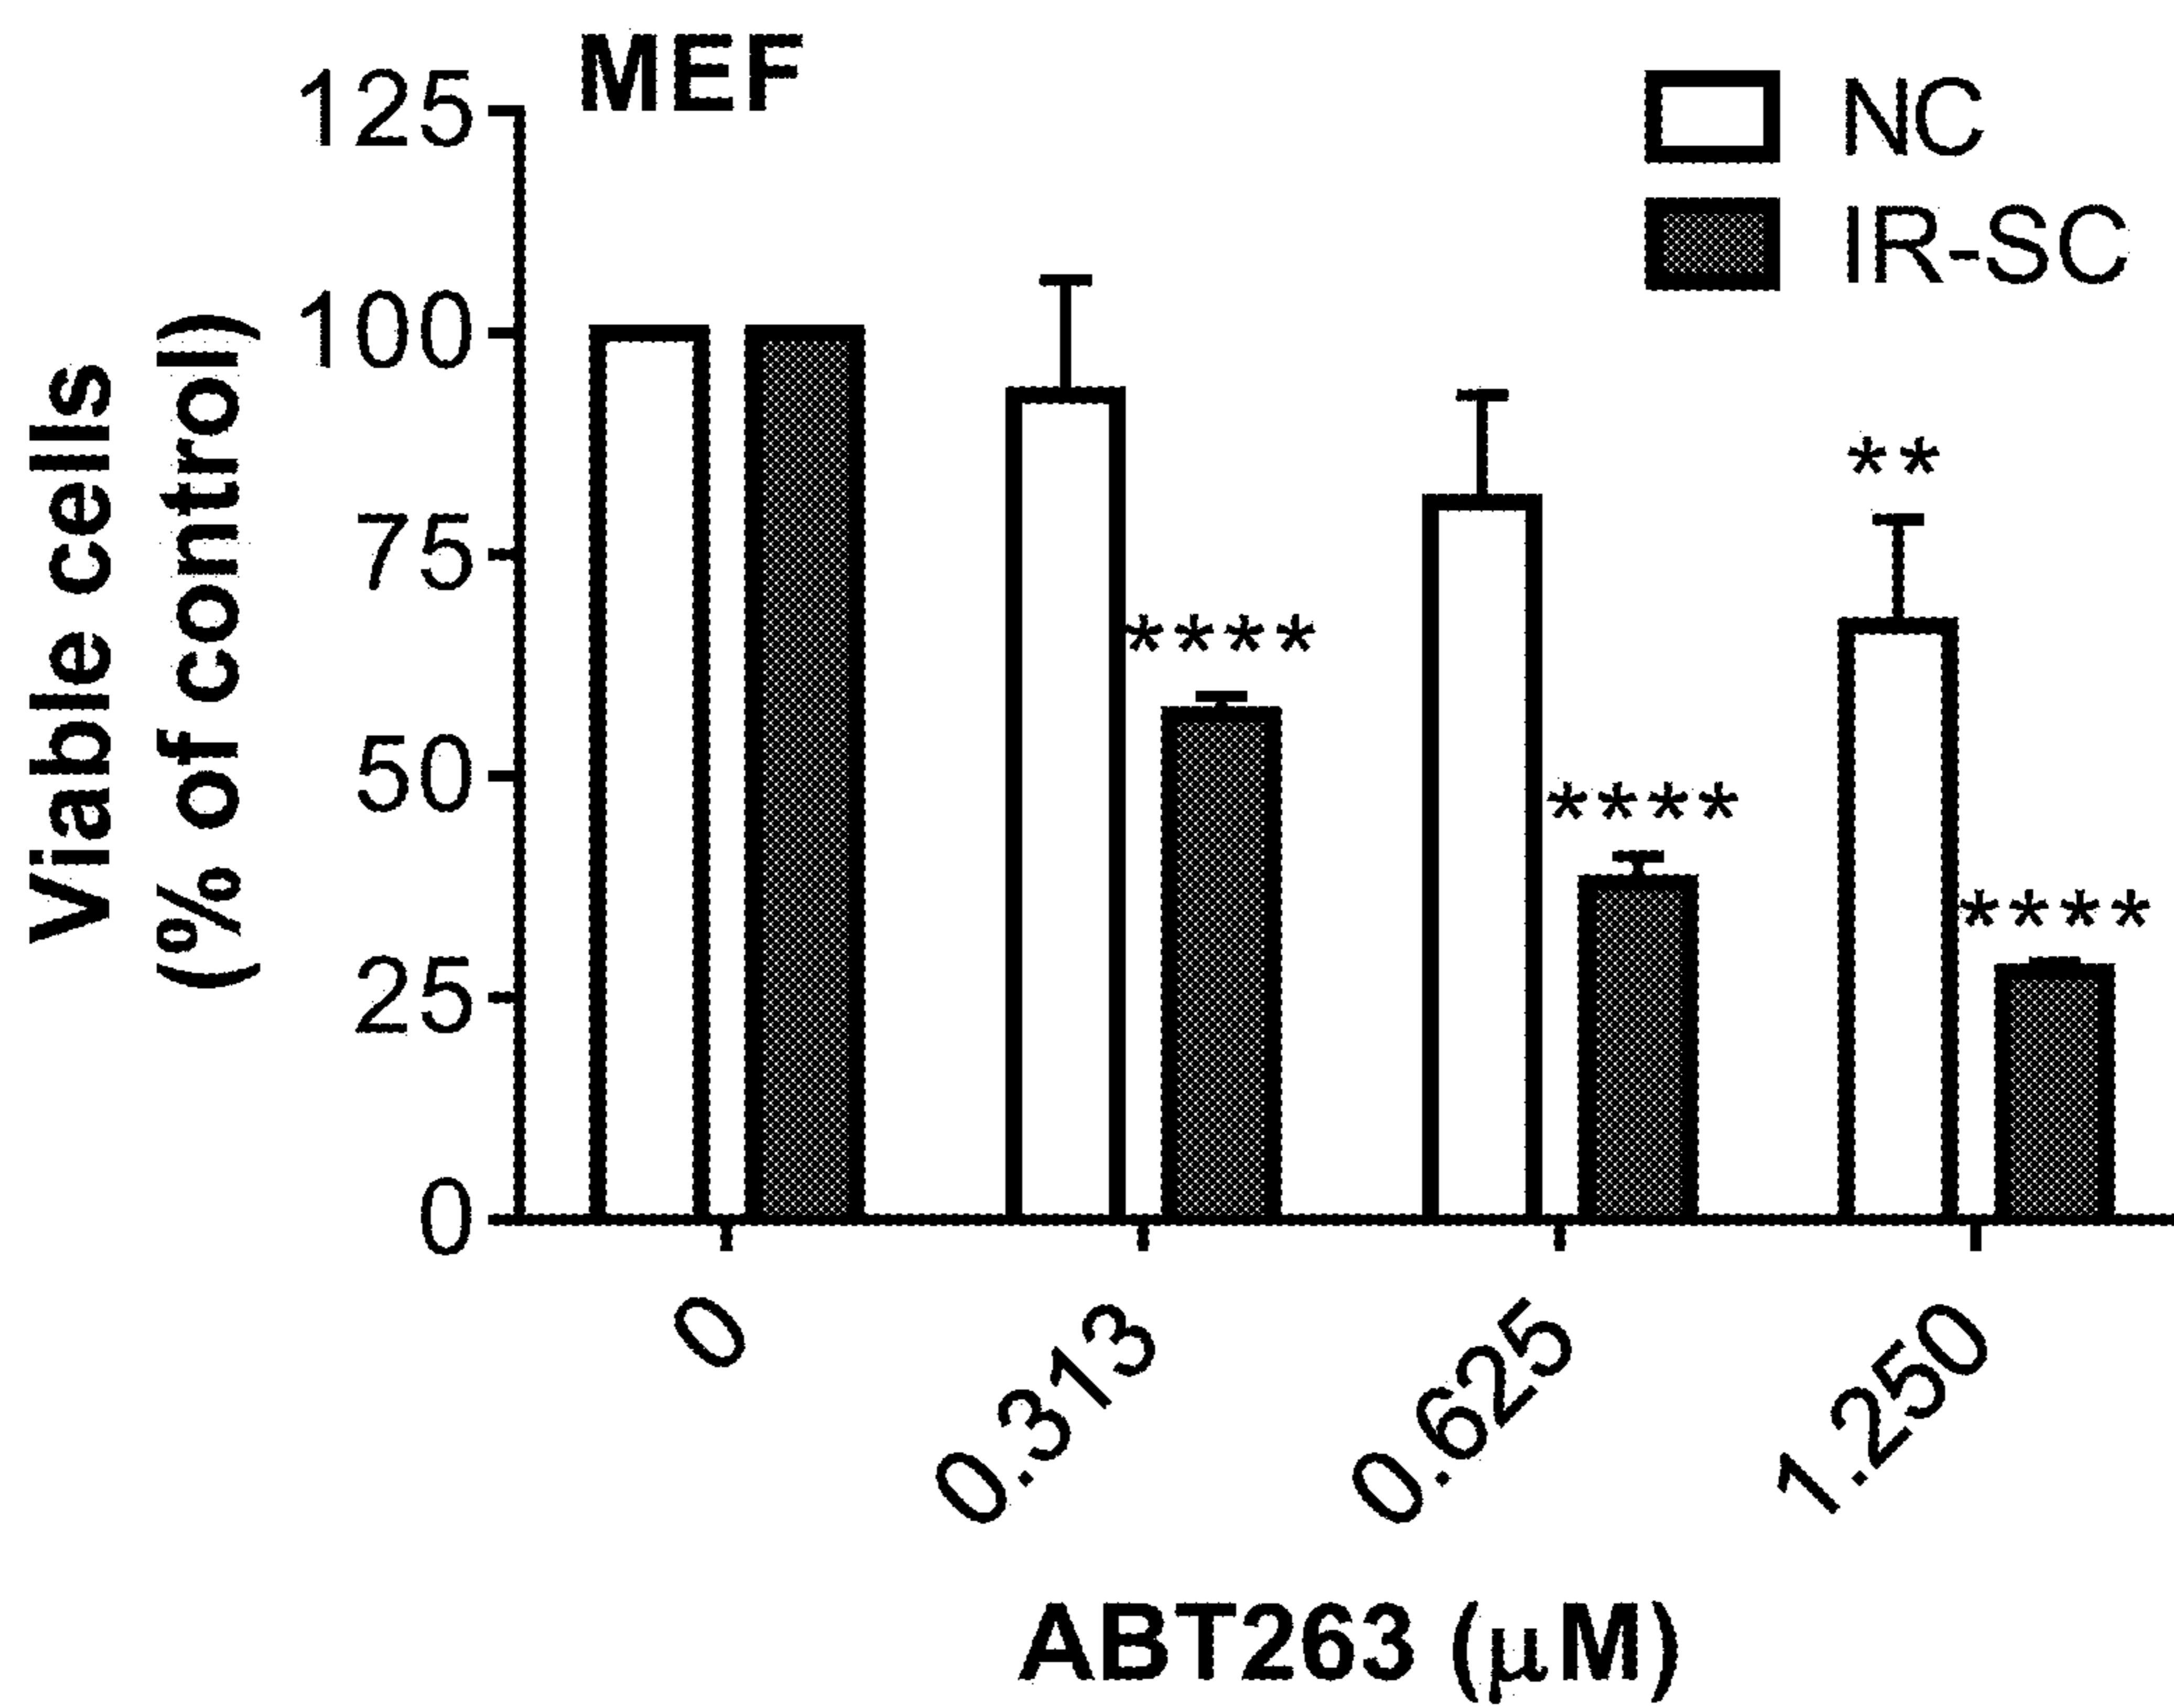 MEF
NC
IR-SC
Viable cells
(% of control)
125
100
75
50
25
0
**
****
****
****
0
0.313
0.625
1.250
ABT263 (μM)